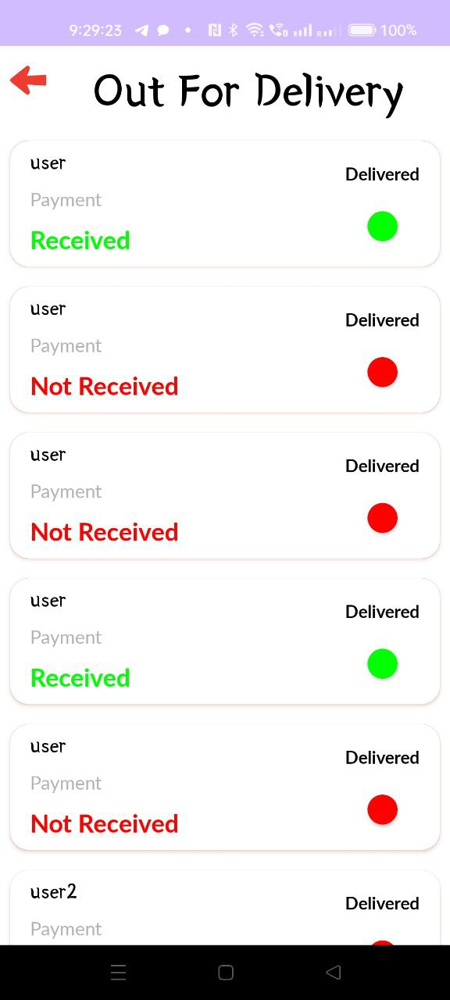 9:29:23 100%
Out For Delivery
user
Delivered
Payment
Received
user
Delivered
Payment
Not Received
user
Delivered
Payment
Not Received
user
Delivered
Payment
Received
user
Delivered
Payment
Not Received
user2
Delivered
Payment